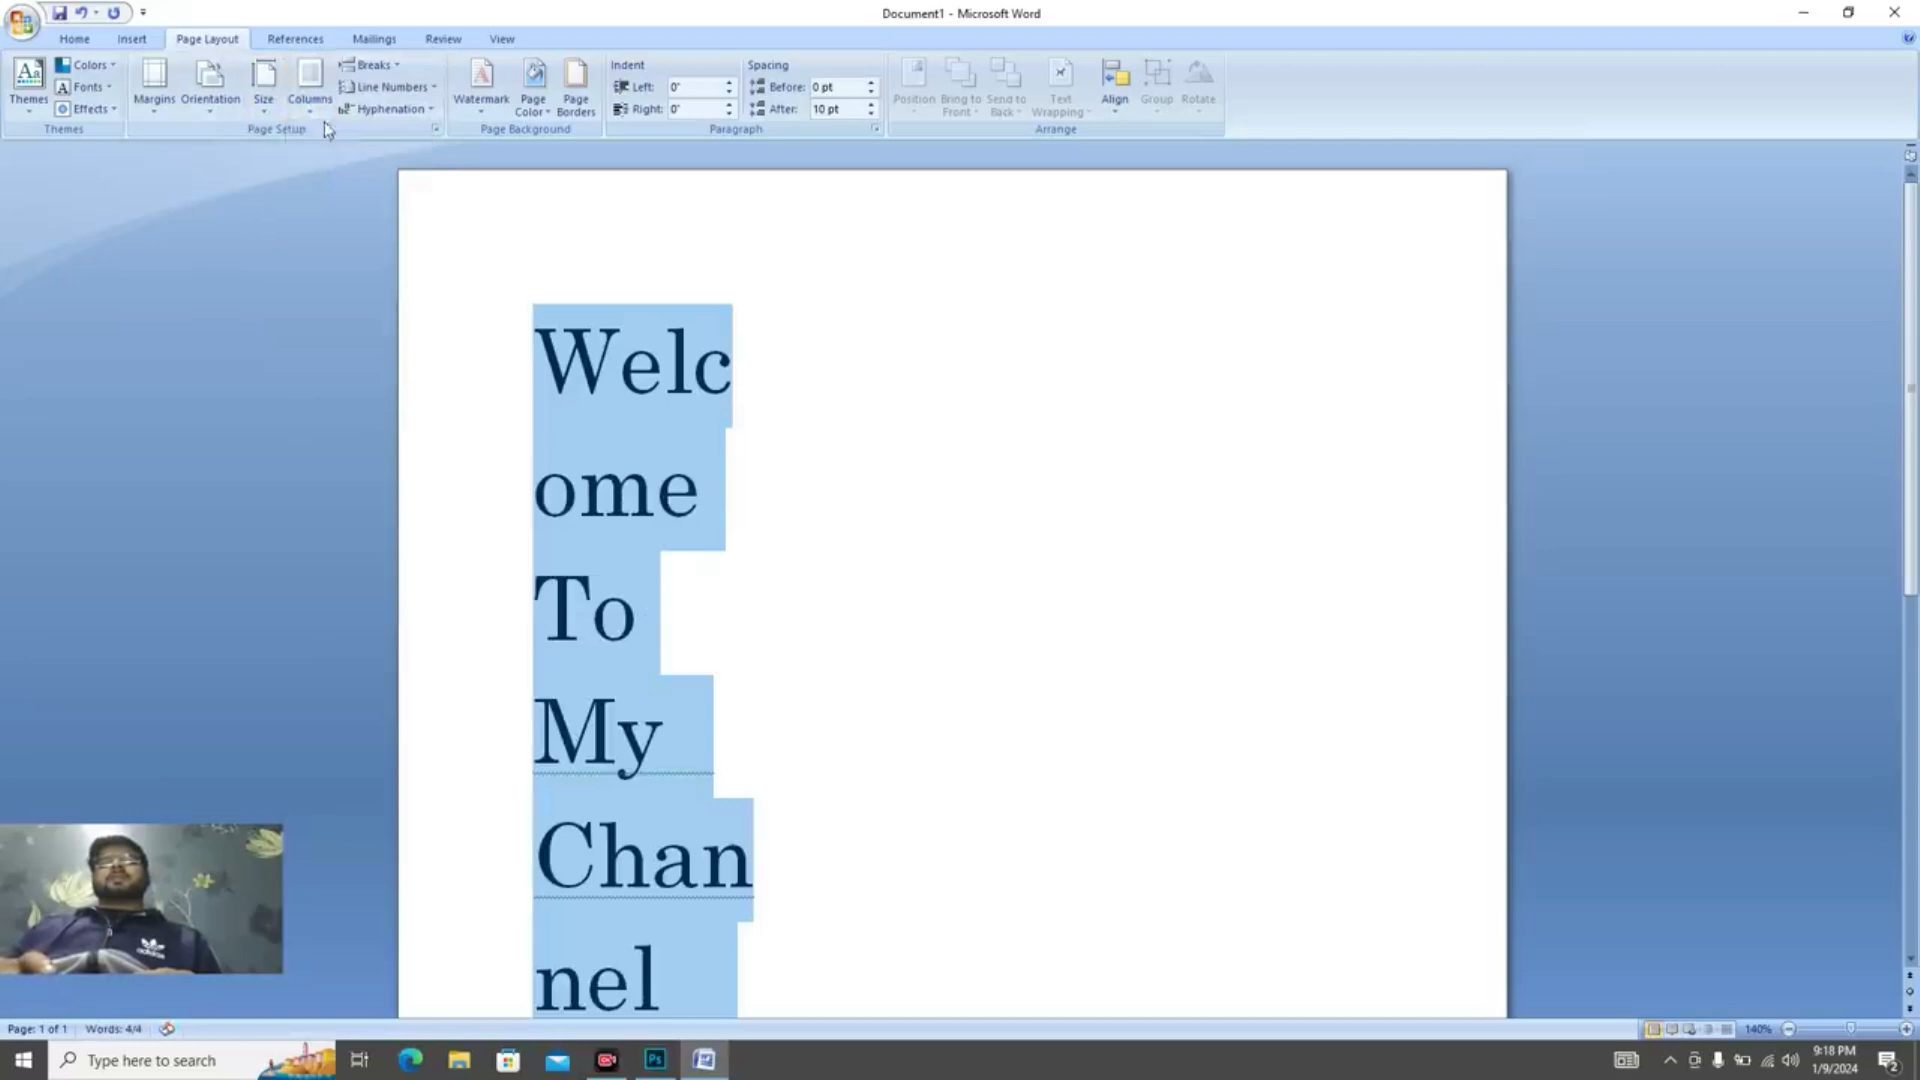 Document1 - Microsoft Word
Home Insert Page Layout References Mailings Review View
Themes
Colors
Fonts
Effects
Themes
Margins
Orientation
Size
Columns
Breaks
Line Numbers
Hyphenation
Page Setup
Watermark
Page Color
Page Borders
Page Background
Indent
Left: 0"
Right: 0"
Spacing
Before: 0 pt
After: 10 pt
Paragraph
Position
Bring to Front
Send to Back
Text Wrapping
Align
Group
Rotate
Arrange
Welc
ome
To
My
Chan
nel
adidas
Page: 1 of 1 Words: 4/4
140%
Type here to search
Ps
9:18 PM
1/9/2024
2